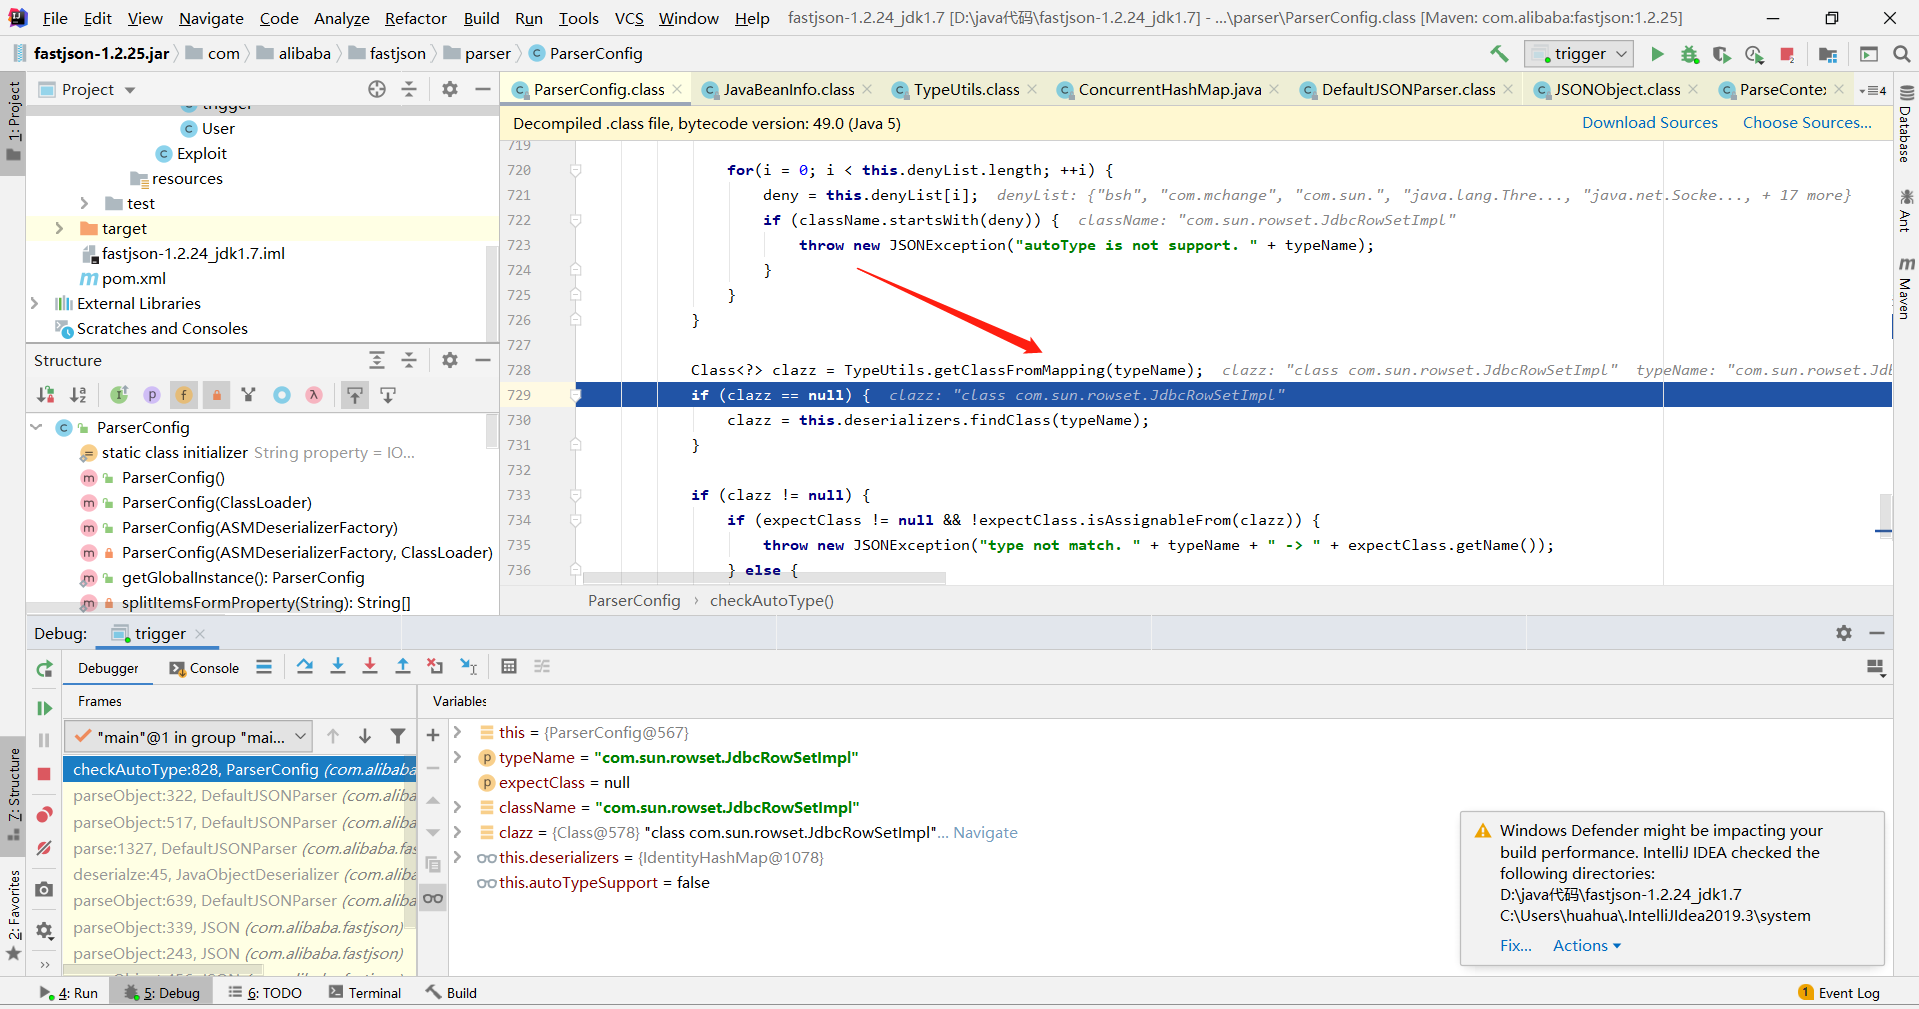 File Edit View Navigate Code Analyze Refactor Build Run Tools VCS Window Help fastjson-1.2.24_jdk1.7 [D:\java代码\fastjson-1.2.24_jdk1.7] - ...\parser\ParserConfig.class [Maven: com.alibaba:fastjson:1.2.25]
fastjson-1.2.25.jar com alibaba fastjson parser ParserConfig trigger
1: Project
Project
trigger
User
Exploit
resources
test
target
fastjson-1.2.24_jdk1.7.iml
pom.xml
External Libraries
Scratches and Consoles
ParserConfig.class JavaBeanInfo.class TypeUtils.class ConcurrentHashMap.java DefaultJSONParser.class JSONObject.class ParseConte 4
Decompiled .class file, bytecode version: 49.0 (Java 5) Download Sources Choose Sources...
719
720 for(i = 0; i < this.denyList.length; ++i) {
721 deny = this.denyList[i]; denyList: {"bsh", "com.mchange", "com.sun.", "java.lang.Thre..., "java.net.Socke..., + 17 more}
722 if (className.startsWith(deny)) { className: "com.sun.rowset.JdbcRowSetImpl"
723 throw new JSONException("autoType is not support. " + typeName);
724 }
725 }
726 }
727
728 Class<?> clazz = TypeUtils.getClassFromMapping(typeName); clazz: "class com.sun.rowset.JdbcRowSetImpl" typeName: "com.sun.rowset.Jdb
729 if (clazz == null) { clazz: "class com.sun.rowset.JdbcRowSetImpl"
730 clazz = this.deserializers.findClass(typeName);
731 }
732
733 if (clazz != null) {
734 if (expectClass != null && !expectClass.isAssignableFrom(clazz)) {
735 throw new JSONException("type not match. " + typeName + " -> " + expectClass.getName());
736 } else {
ParserConfig › checkAutoType()
Database
Ant
Maven
Structure
ParserConfig
static class initializer String property = IO...
ParserConfig()
ParserConfig(ClassLoader)
ParserConfig(ASMDeserializerFactory)
ParserConfig(ASMDeserializerFactory, ClassLoader)
getGlobalInstance(): ParserConfig
splitItemsFormProperty(String): String[]
Debug: trigger
Debugger Console
Frames
"main"@1 in group "mai...
checkAutoType:828, ParserConfig (com.alibaba
parseObject:322, DefaultJSONParser (com.aliba
parseObject:517, DefaultJSONParser (com.aliba
parse:1327, DefaultJSONParser (com.alibaba.fas
deserialze:45, JavaObjectDeserializer (com.aliba
parseObject:639, DefaultJSONParser (com.aliba
parseObject:339, JSON (com.alibaba.fastjson)
parseObject:243, JSON (com.alibaba.fastjson)
Variables
this = {ParserConfig@567}
typeName = "com.sun.rowset.JdbcRowSetImpl"
expectClass = null
className = "com.sun.rowset.JdbcRowSetImpl"
clazz = {Class@578} "class com.sun.rowset.JdbcRowSetImpl"... Navigate
this.deserializers = {IdentityHashMap@1078}
this.autoTypeSupport = false
7: Structure
2: Favorites
Windows Defender might be impacting your
build performance. IntelliJ IDEA checked the
following directories:
D:\java代码\fastjson-1.2.24_jdk1.7
C:\Users\huahua\.IntelliJIdea2019.3\system
Fix... Actions
4: Run 5: Debug 6: TODO Terminal Build 1 Event Log